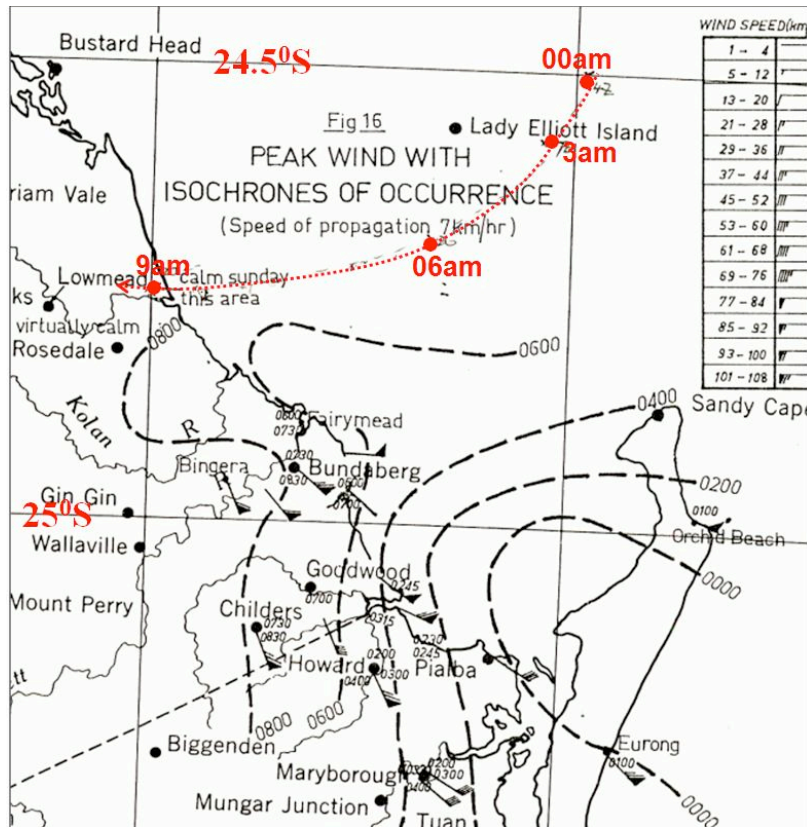 WIND SPEED(km
Bustard Head
24.5⁰S
00am
1 - 4
5 - 12
13 - 20
21 - 28
29 - 36
37 - 44
45 - 52
53 - 60
61 - 68
69 - 76
77 - 84
85 - 92
93 - 100
101 - 108
Fig 16
Lady Elliott Island
3am
PEAK WIND WITH
ISOCHRONES OF OCCURRENCE
(Speed of propagation 7km/hr)
riam Vale
06am
9am
Lowmead
calm sunday
this area
ks
virtually calm
Rosedale
0800
0600
0400
Sandy Cape
Kolan
R
0600
0730
Fairymead
0200
Bingera
0730
0830
Bundaberg
0600
0700
R
Gin Gin
25⁰S
0100
Orchid Beach
Wallaville
0000
Goodwood
0700
0245
Mount Perry
Childers
0730
0830
0315
0230
0245
Howard
0200
0300
0400
Pialba
tt
0800
0600
Biggenden
Eurong
0100
Maryborough
0200
0300
0400
0000
Mungar Junction
Tuan